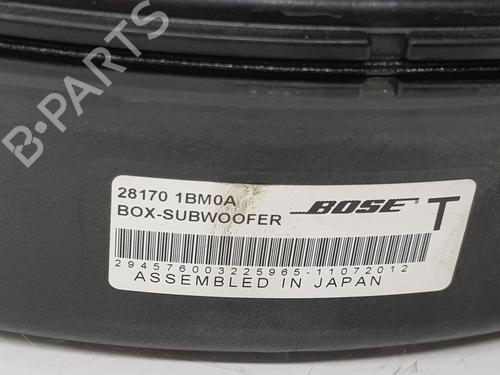 B-PARTS
28170 1BM0A
BOX-SUBWOOFER
BOSE T
294576003225965-11072012
ASSEMBLED IN JAPAN